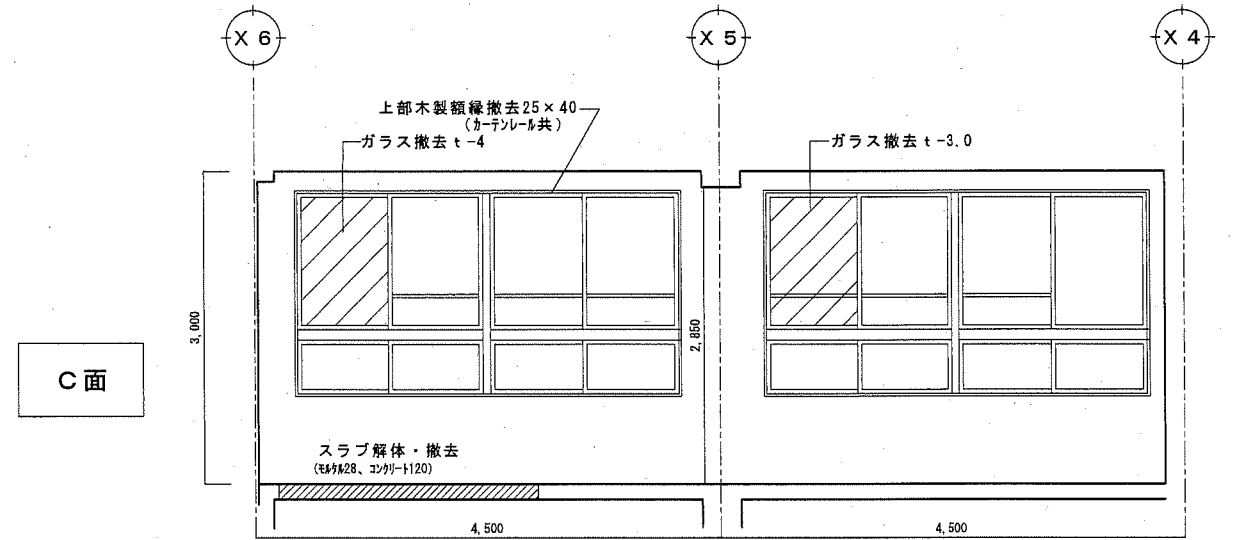 X 6
X 5
X 4
上部木製額縁撤去25×40
(カーテンレール共)
ガラス撤去 t-4
ガラス撤去 t-3.0
3,000
2,850
C面
スラブ解体・撤去
(モルタル28、コンクリート120)
4,500
4,500